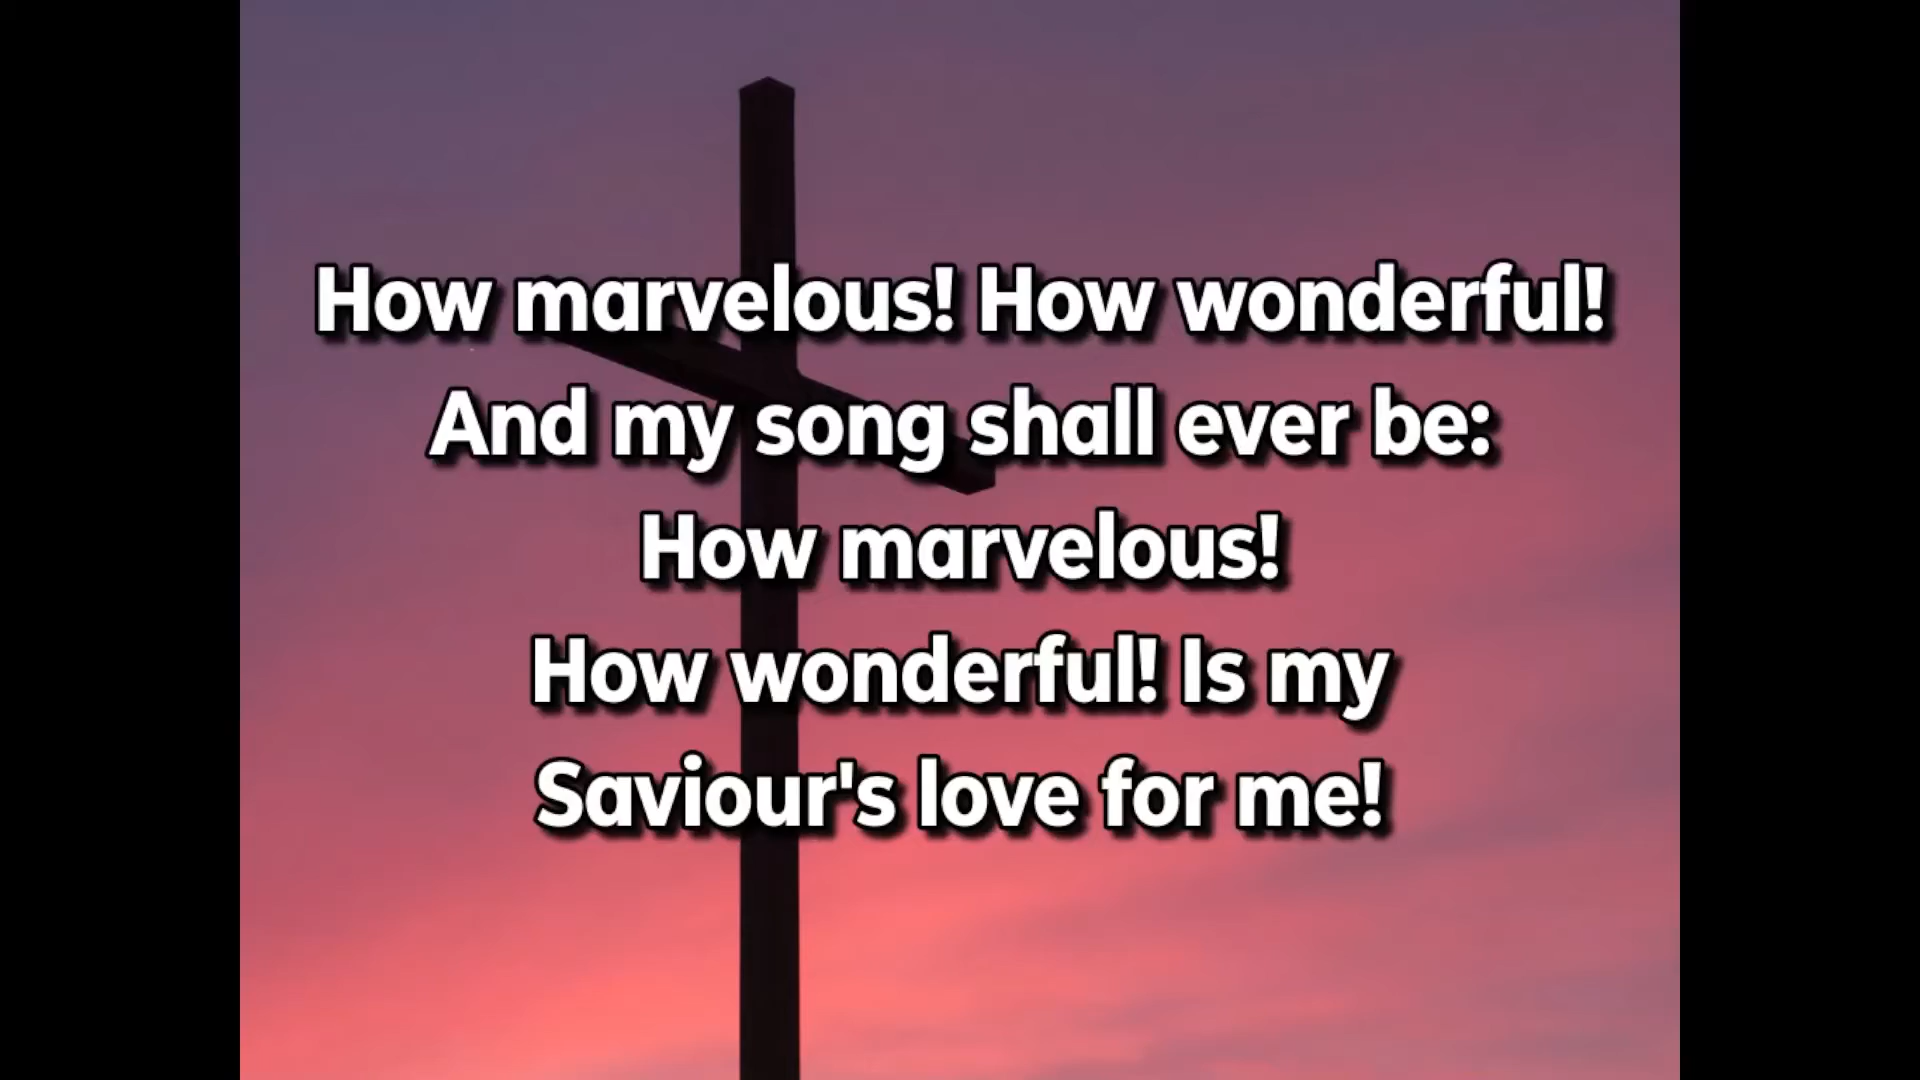 How marvelous! How wonderful!
And my song shall ever be:
How marvelous!
How wonderful! Is my
Saviour's love for me!